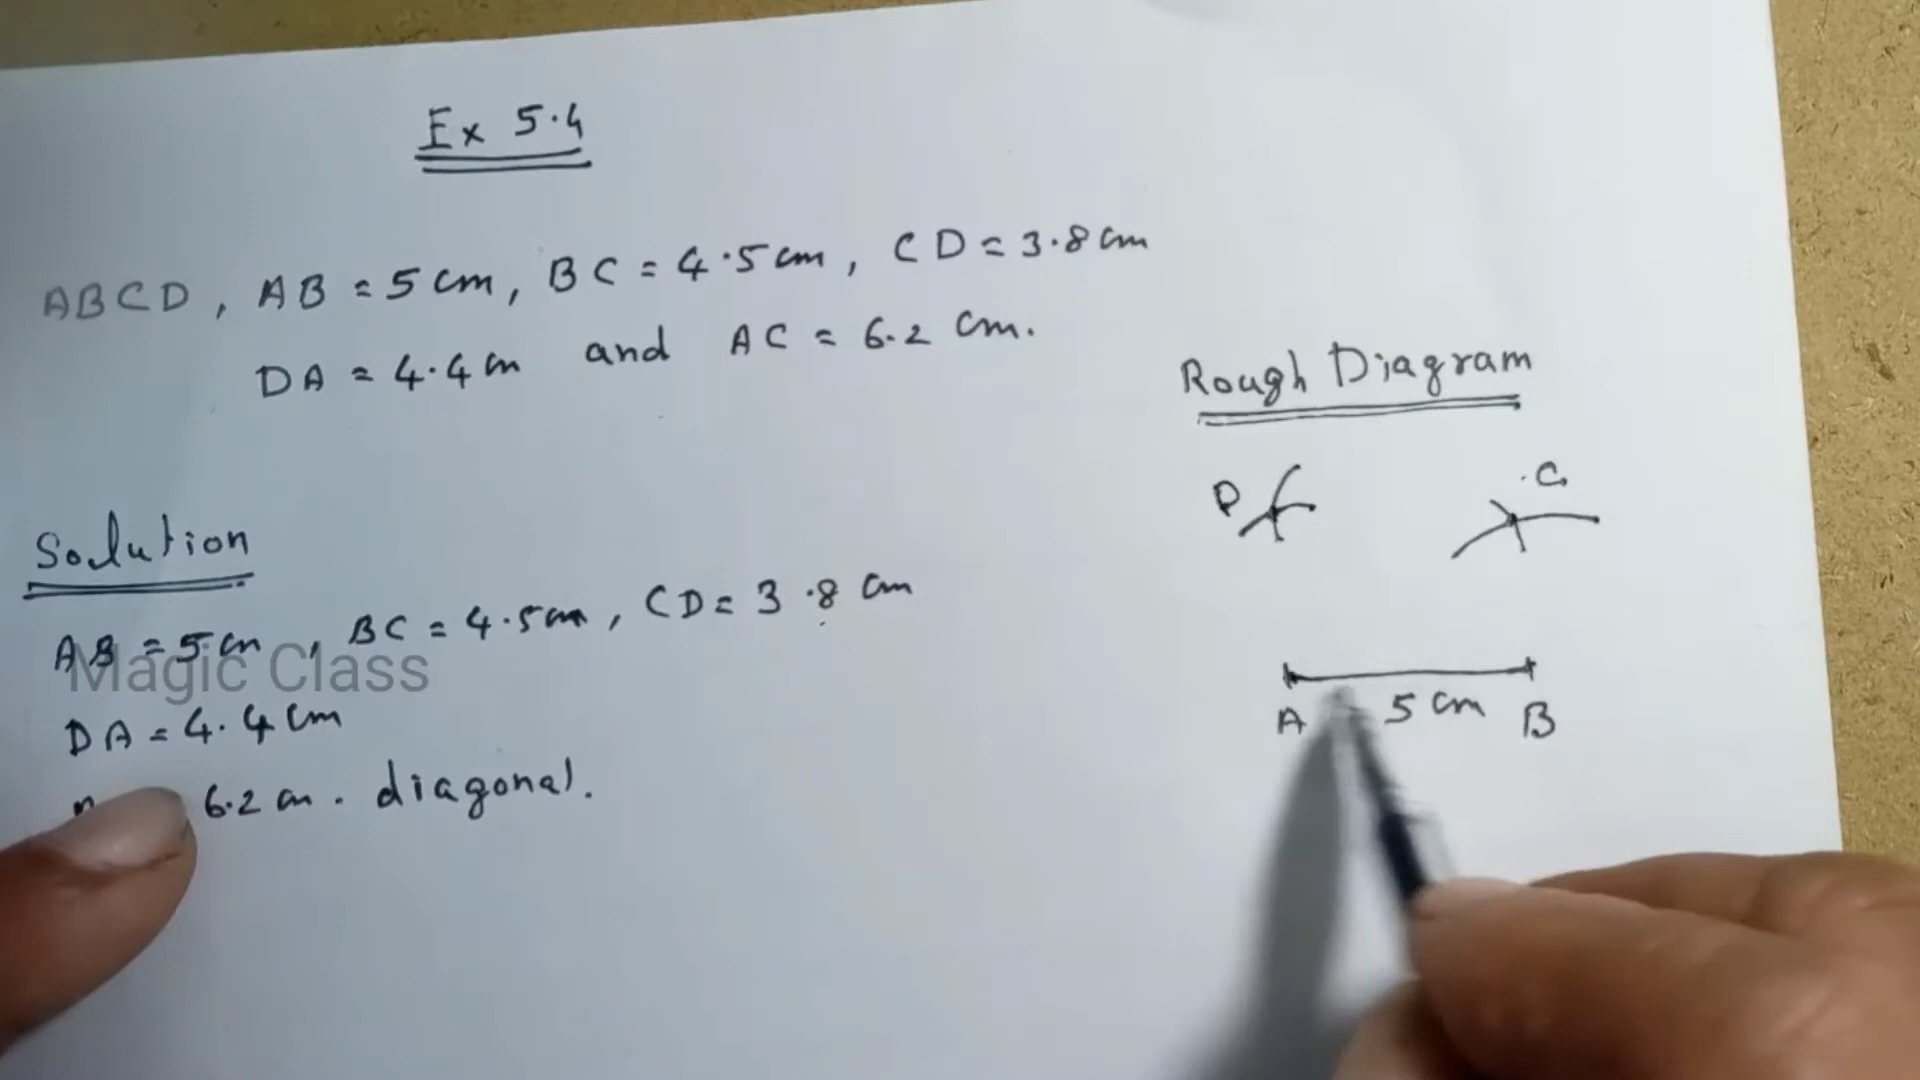 Ex 5.4
ABCD, AB = 5 cm, BC = 4.5 cm, CD = 3.8 cm
DA = 4.4 cm and AC = 6.2 cm.
Rough Diagram
D
C
Solution
AB = 5 cm, BC = 4.5 cm, CD = 3.8 cm
Magic Class
DA = 4.4 cm
6.2 cm. diagonal.
A 5 cm B